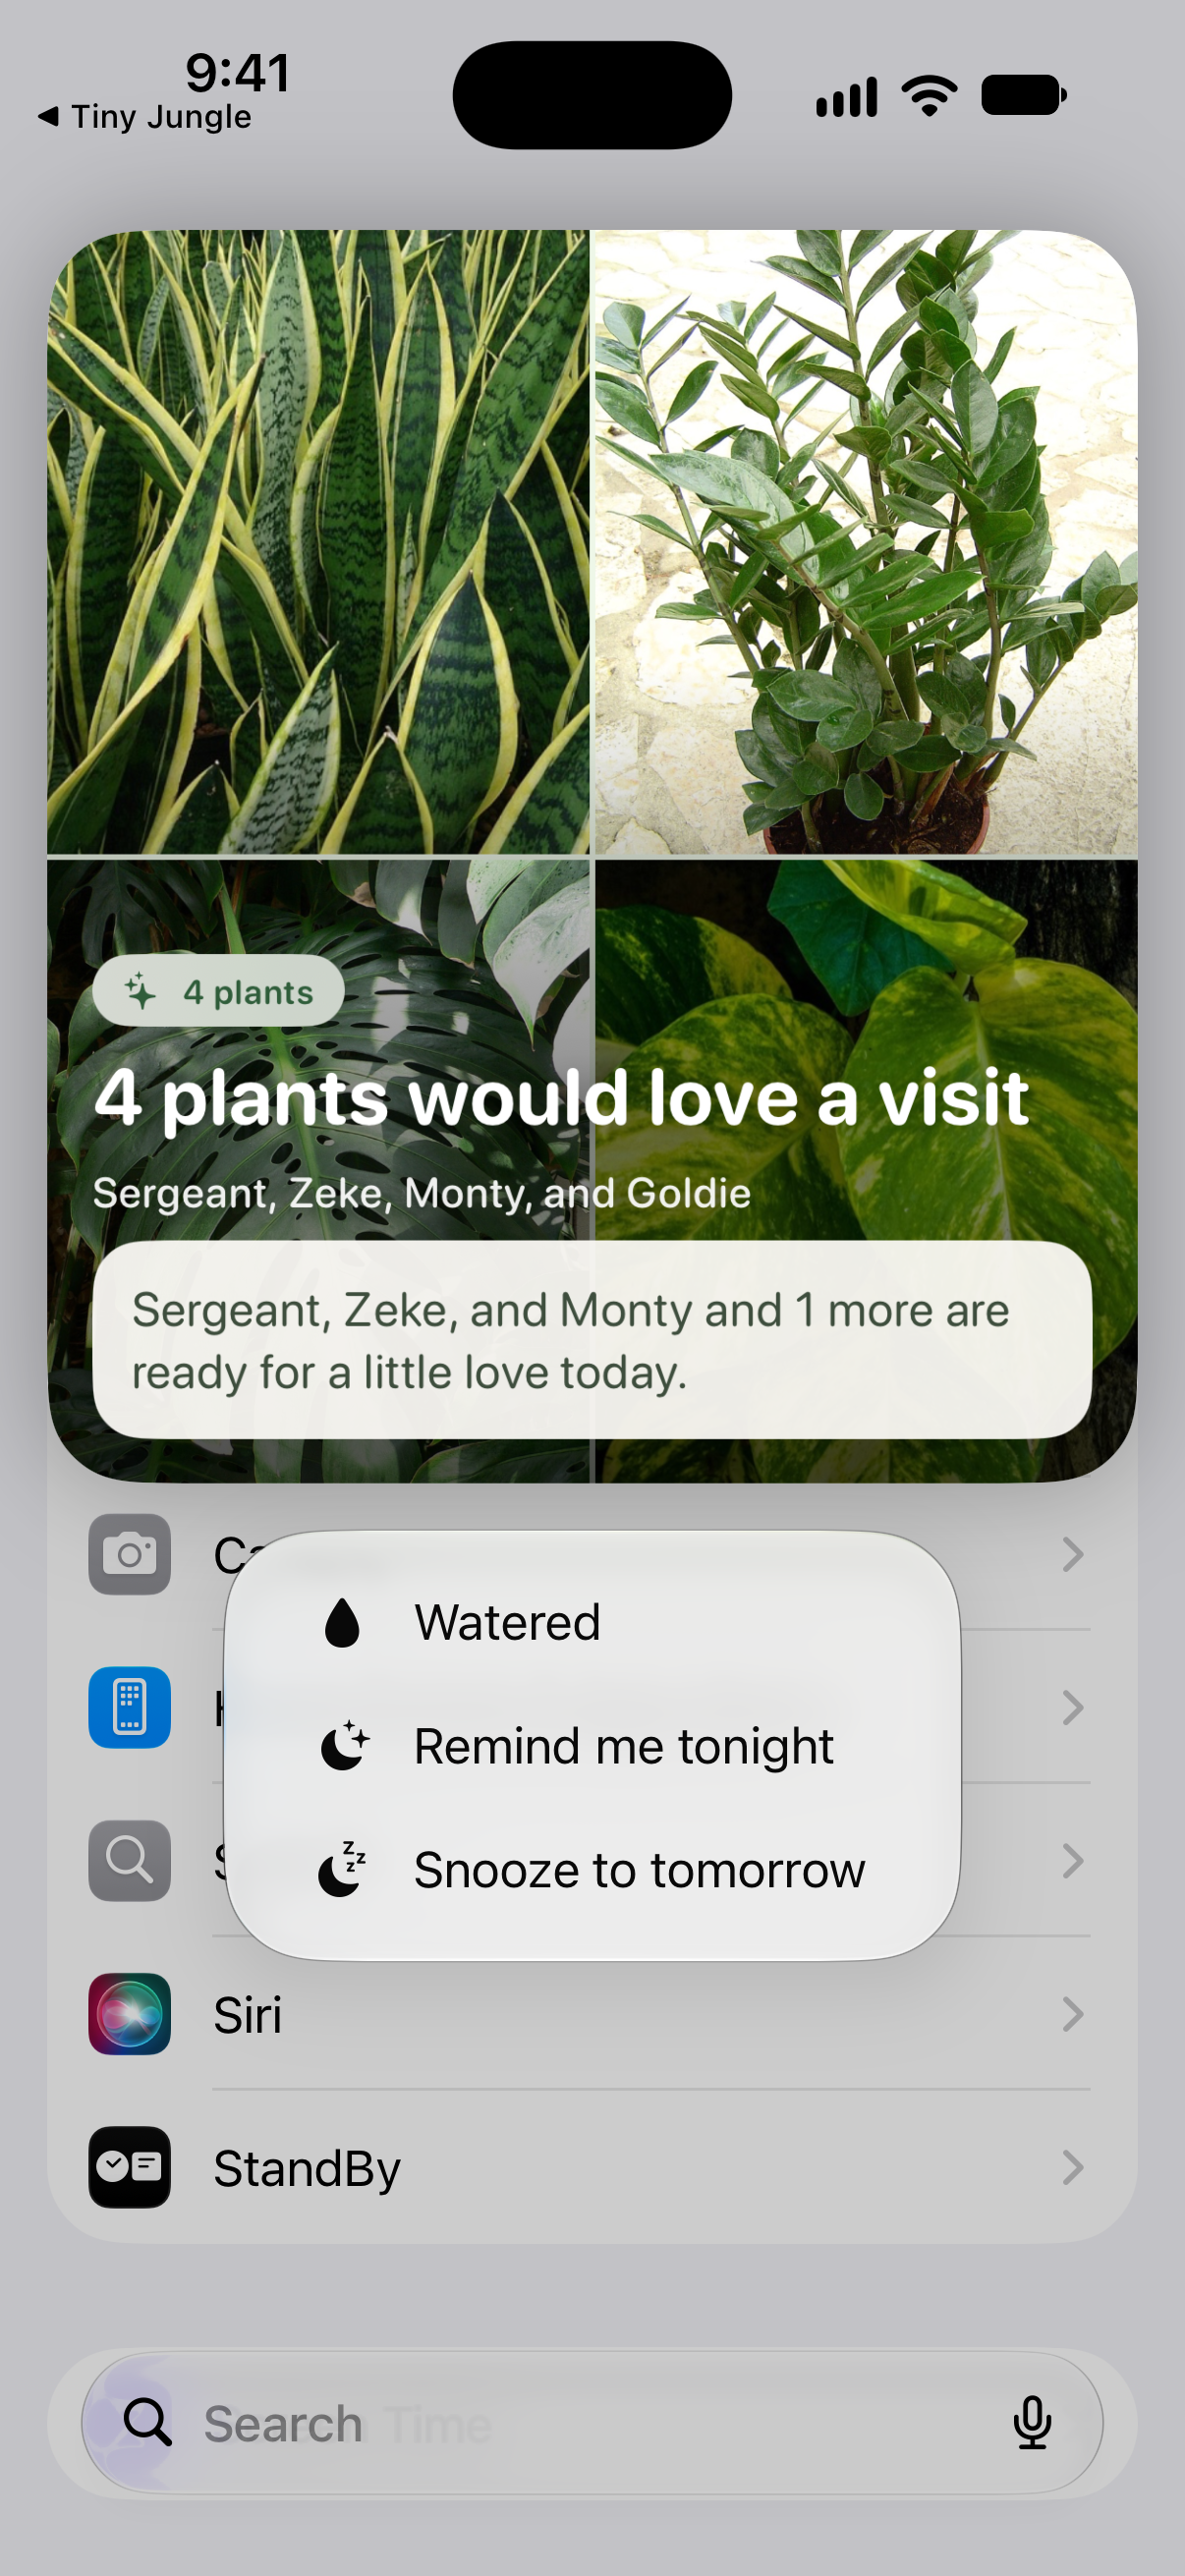 9:41
Tiny Jungle
4 plants
4 plants would love a visit
Sergeant, Zeke, Monty, and Goldie
Sergeant, Zeke, and Monty and 1 more are
ready for a little love today.
Watered
Remind me tonight
Snooze to tomorrow
Siri
StandBy
Search
Time